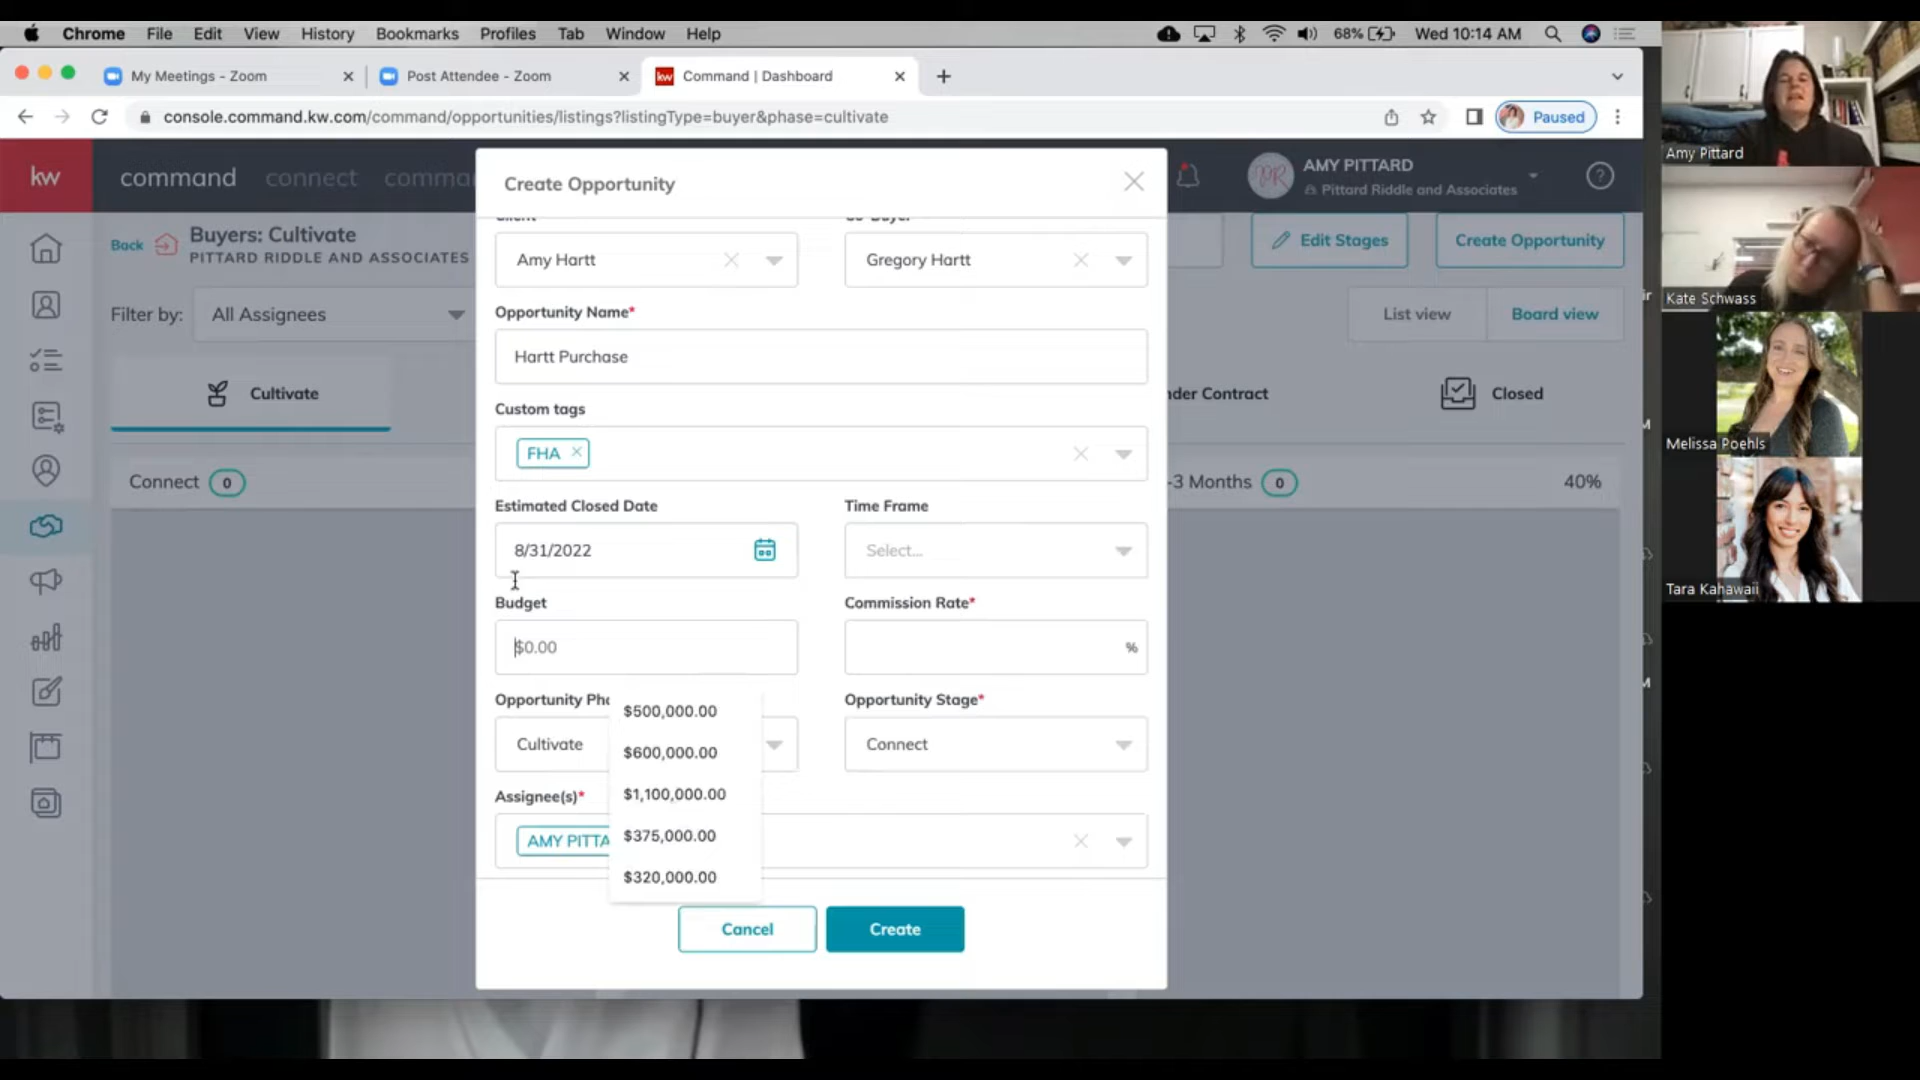 Chrome File Edit View History Bookmarks Profiles Tab Window Help 68% Wed 10:14 AM
My Meetings - Zoom Post Attendee - Zoom kw Command | Dashboard
console.command.kw.com/command/opportunities/listings?listingType=buyer&phase=cultivate Paused
kw command connect comma AMY PITTARD
Pittard Riddle and Associates
Create Opportunity
Back Buyers: Cultivate
PITTARD RIDDLE AND ASSOCIATES
Edit Stages Create Opportunity
Filter by: All Assignees List view Board view
Cultivate der Contract Closed
Connect 0 -3 Months 0 40%
Client Co-Buyer
Amy Hartt Gregory Hartt
Opportunity Name*
Hartt Purchase
Custom tags
FHA
Estimated Closed Date Time Frame
8/31/2022 Select...
Budget Commission Rate*
$0.00 %
Opportunity Pha Opportunity Stage*
Cultivate Connect
Assignee(s)*
AMY PITTA
$500,000.00
$600,000.00
$1,100,000.00
$375,000.00
$320,000.00
Cancel Create
Amy Pittard
Kate Schwass
Melissa Poehls
Tara Kahawaii